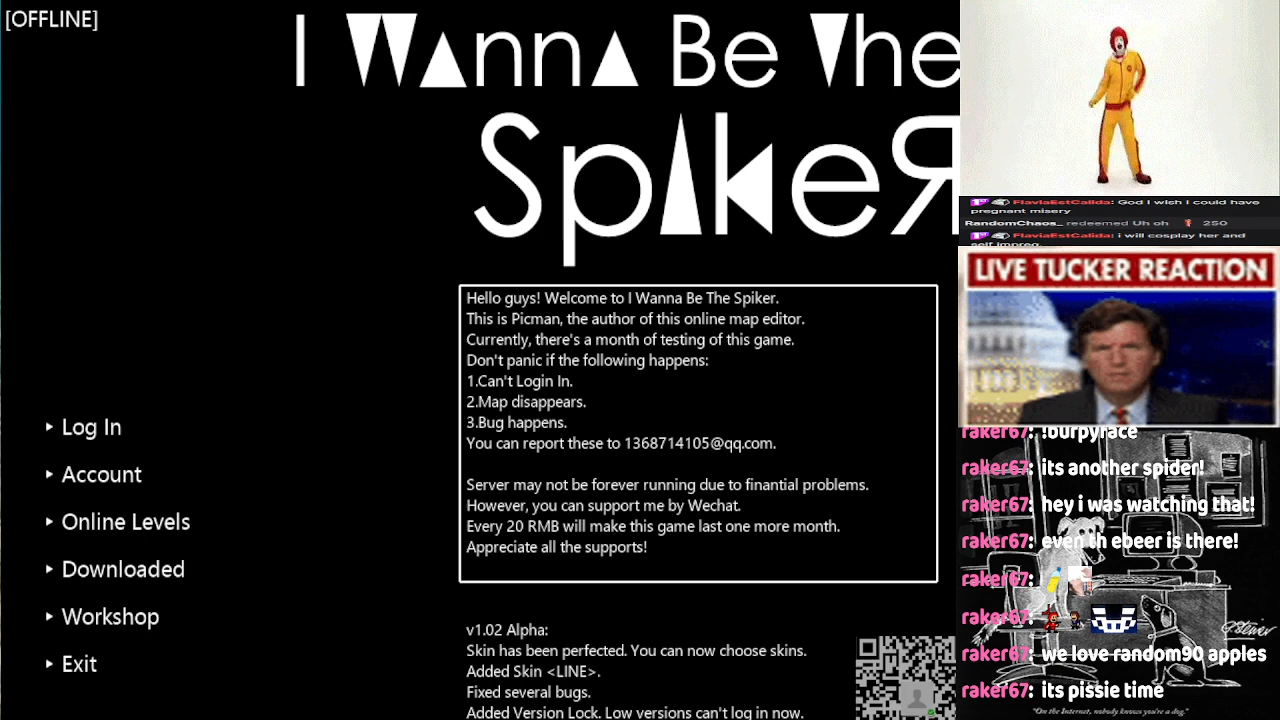 [OFFLINE]
I Wanna Be The
SpikeR
Hello guys! Welcome to I Wanna Be The Spiker.
This is Picman, the author of this online map editor.
Currently, there's a month of testing of this game.
Don't panic if the following happens:
1.Can't Login In.
2.Map disappears.
3.Bug happens.
You can report these to 1368714105@qq.com.
Server may not be forever running due to finantial problems.
However, you can support me by Wechat.
Every 20 RMB will make this game last one more month.
Appreciate all the supports!
Log In
Account
Online Levels
Downloaded
Workshop
Exit
v1.02 Alpha:
Skin has been perfected. You can now choose skins.
Added Skin <LINE>.
Fixed several bugs.
Added Version Lock. Low versions can't log in now.
FlaviaEstCalida: God I wish I could have
pregnant misery
RandomChaos_ redeemed Uh oh 250
FlaviaEstCalida: i will cosplay her and
self impreg
LIVE TUCKER REACTION
raker67: !burpyrace
raker67: its another spider!
raker67: hey i was watching that!
raker67: even th ebeer is there!
raker67:
raker67:
raker67: we love random90 apples
raker67: its pissie time
"On the Internet, nobody knows you're a dog."